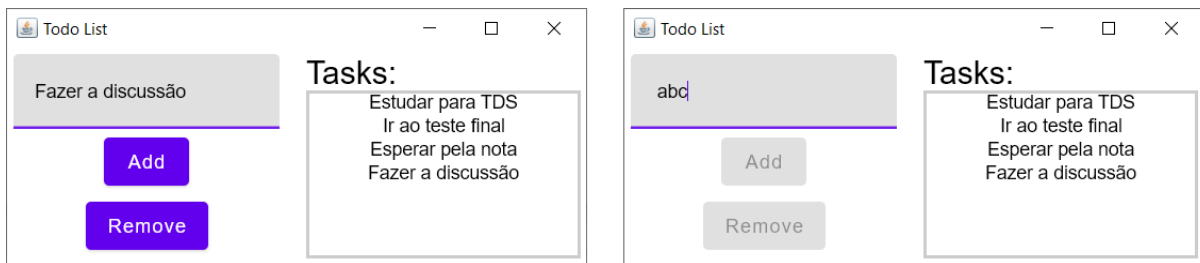 Todo List
Fazer a discussão
Add
Remove
Tasks:
Estudar para TDS
Ir ao teste final
Esperar pela nota
Fazer a discussão
Todo List
abc
Add
Remove
Tasks:
Estudar para TDS
Ir ao teste final
Esperar pela nota
Fazer a discussão